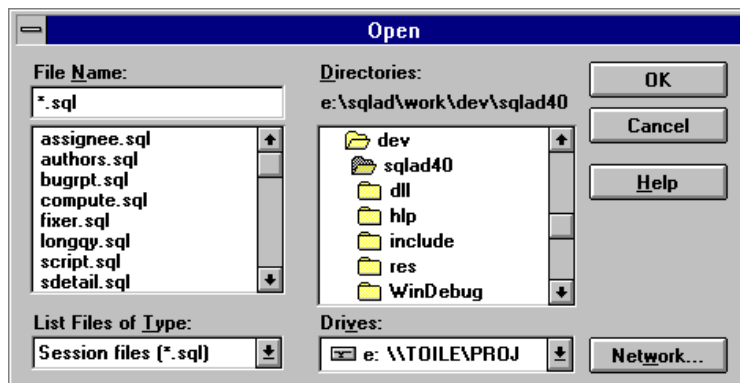 Open
File Name:
*.sql
assignee.sql
authors.sql
bugrpt.sql
compute.sql
fixer.sql
longqy.sql
script.sql
sdetail.sql
List Files of Type:
Session files (*.sql)
Directories:
e:\sqlad\work\dev\sqlad40
dev
sqlad40
dll
hlp
include
res
WinDebug
Drives:
e: \\TOILE\PROJ
OK
Cancel
Help
Network...